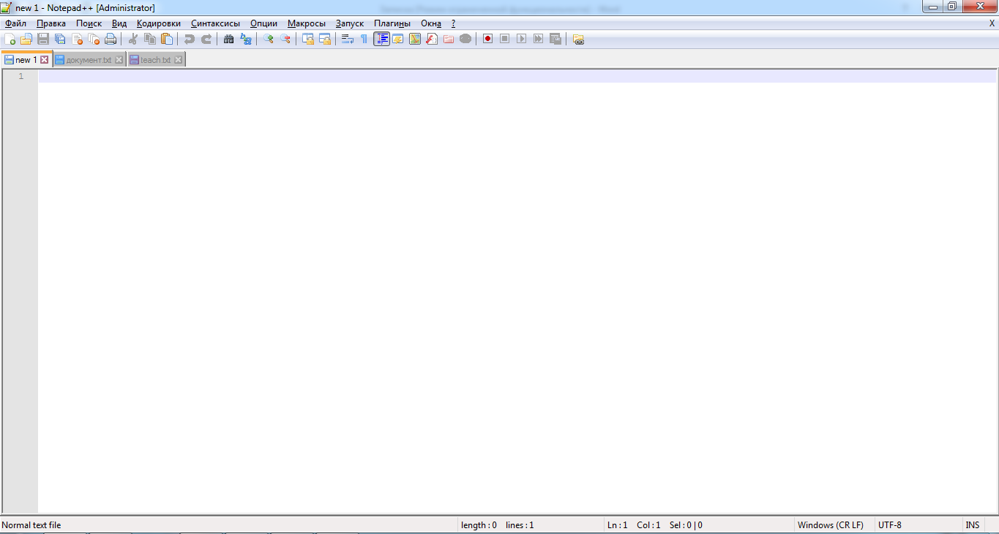 new 1 - Notepad++ [Administrator]
Файл Правка Поиск Вид Кодировки Синтаксисы Опции Макросы Запуск Плагины Окна ? X
new 1 документ.txt teach.txt
1
Normal text file length : 0 lines : 1 Ln : 1 Col : 1 Sel : 0 | 0 Windows (CR LF) UTF-8 INS